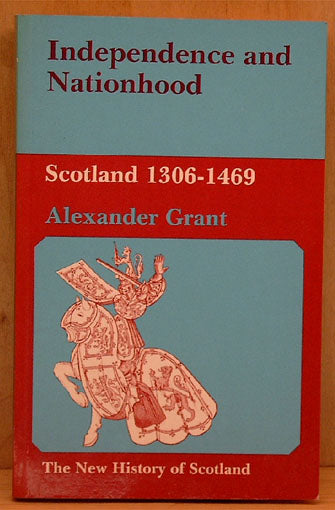 Independence and
Nationhood
Scotland 1306-1469
Alexander Grant
The New History of Scotland